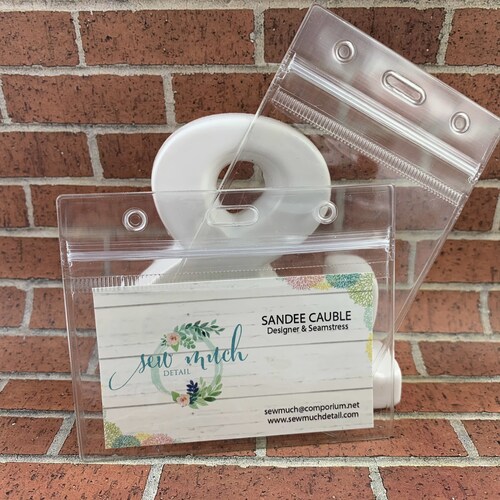 SANDEE CAUBLE
Designer & Seamstress
sew much
DETAIL
sewmuch@comporium.net
www.sewmuchdetail.com